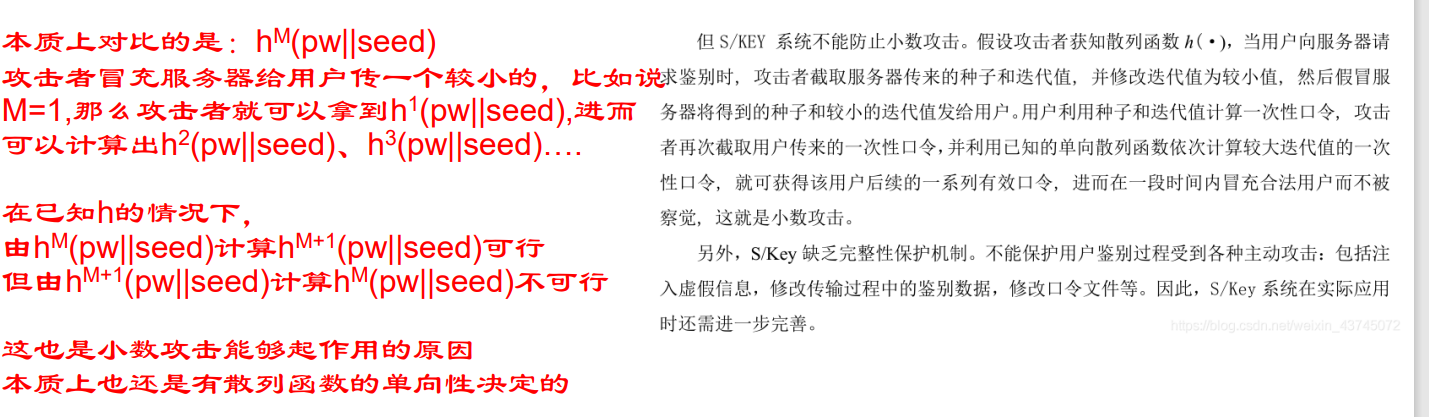 本质上对比的是：hM(pw||seed)
攻击者冒充服务器给用户传一个较小的，比如说
M=1,那么攻击者就可以拿到h1(pw||seed),进而
可以计算出h2(pw||seed)、h3(pw||seed)….
在已知h的情况下，
由hM(pw||seed)计算hM+1(pw||seed)可行
但由hM+1(pw||seed)计算hM(pw||seed)不可行
这也是小数攻击能够起作用的原因
本质上也还是有散列函数的单向性决定的
但 S/KEY 系统不能防止小数攻击。假设攻击者获知散列函数 h(·)，当用户向服务器请
求鉴别时，攻击者截取服务器传来的种子和迭代值，并修改迭代值为较小值，然后假冒服
务器将得到的种子和较小的迭代值发给用户。用户利用种子和迭代值计算一次性口令，攻击
者再次截取用户传来的一次性口令，并利用已知的单向散列函数依次计算较大迭代值的一次
性口令，就可获得该用户后续的一系列有效口令，进而在一段时间内冒充合法用户而不被
察觉，这就是小数攻击。
另外，S/Key 缺乏完整性保护机制。不能保护用户鉴别过程受到各种主动攻击：包括注
入虚假信息，修改传输过程中的鉴别数据，修改口令文件等。因此，S/Key 系统在实际应用
时还需进一步完善。
https://blog.csdn.net/weixin_43745072